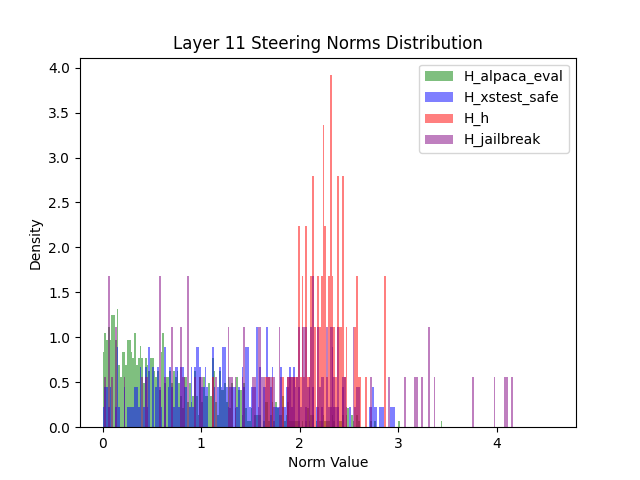 Layer 11 Steering Norms Distribution
H_alpaca_eval
H_xstest_safe
H_h
H_jailbreak
Density
4.0
3.5
3.0
2.5
2.0
1.5
1.0
0.5
0.0
0 1 2 3 4
Norm Value